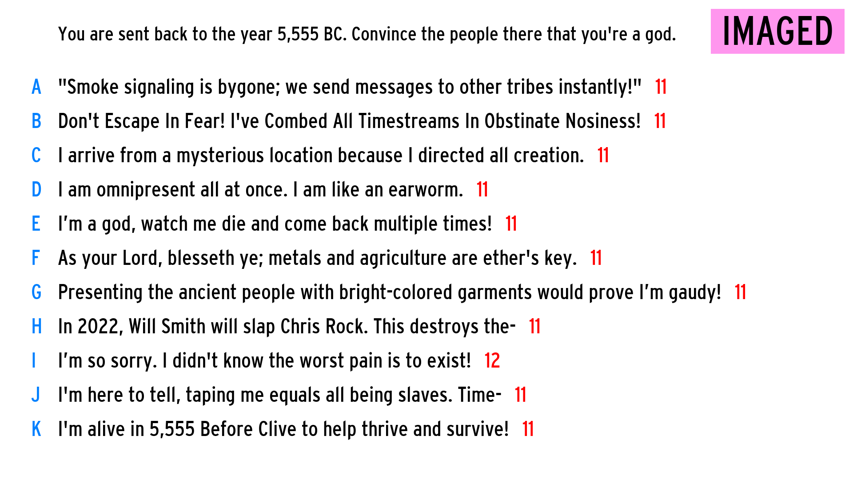 You are sent back to the year 5,555 BC. Convince the people there that you're a god.
IMAGED
A "Smoke signaling is bygone; we send messages to other tribes instantly!" 11
B Don't Escape In Fear! I've Combed All Timestreams In Obstinate Nosiness! 11
C I arrive from a mysterious location because I directed all creation. 11
D I am omnipresent all at once. I am like an earworm. 11
E I’m a god, watch me die and come back multiple times! 11
F As your Lord, blesseth ye; metals and agriculture are ether's key. 11
G Presenting the ancient people with bright-colored garments would prove I’m gaudy! 11
H In 2022, Will Smith will slap Chris Rock. This destroys the- 11
I I’m so sorry. I didn't know the worst pain is to exist! 12
J I'm here to tell, taping me equals all being slaves. Time- 11
K I'm alive in 5,555 Before Clive to help thrive and survive! 11